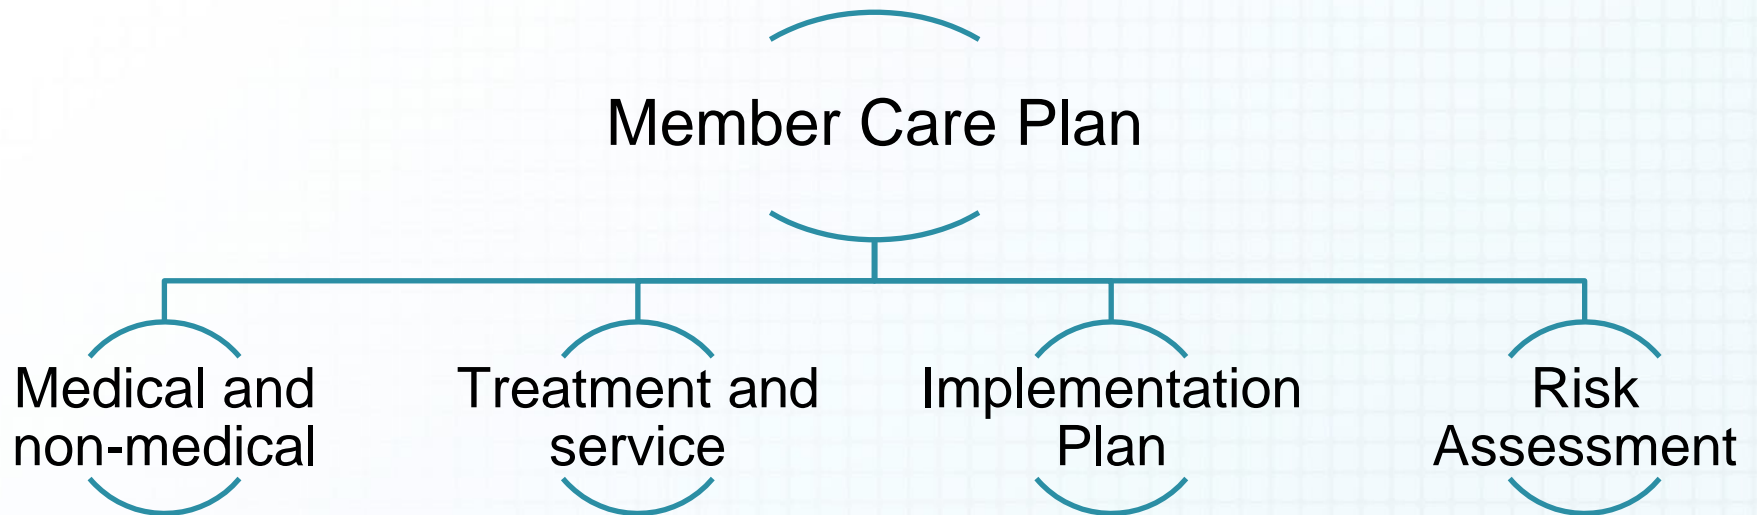 Member Care Plan
Medical and
non-medical
Treatment and
service
Implementation
Plan
Risk
Assessment